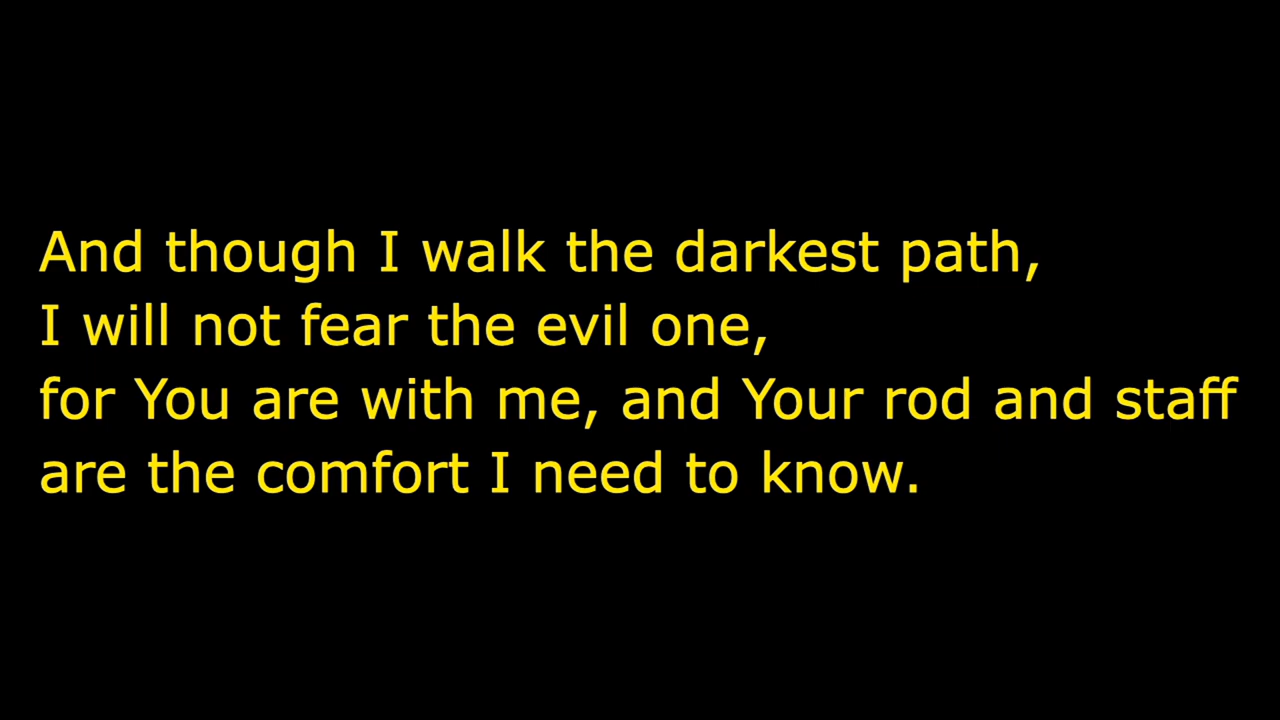 And though I walk the darkest path,
I will not fear the evil one,
for You are with me, and Your rod and staff
are the comfort I need to know.